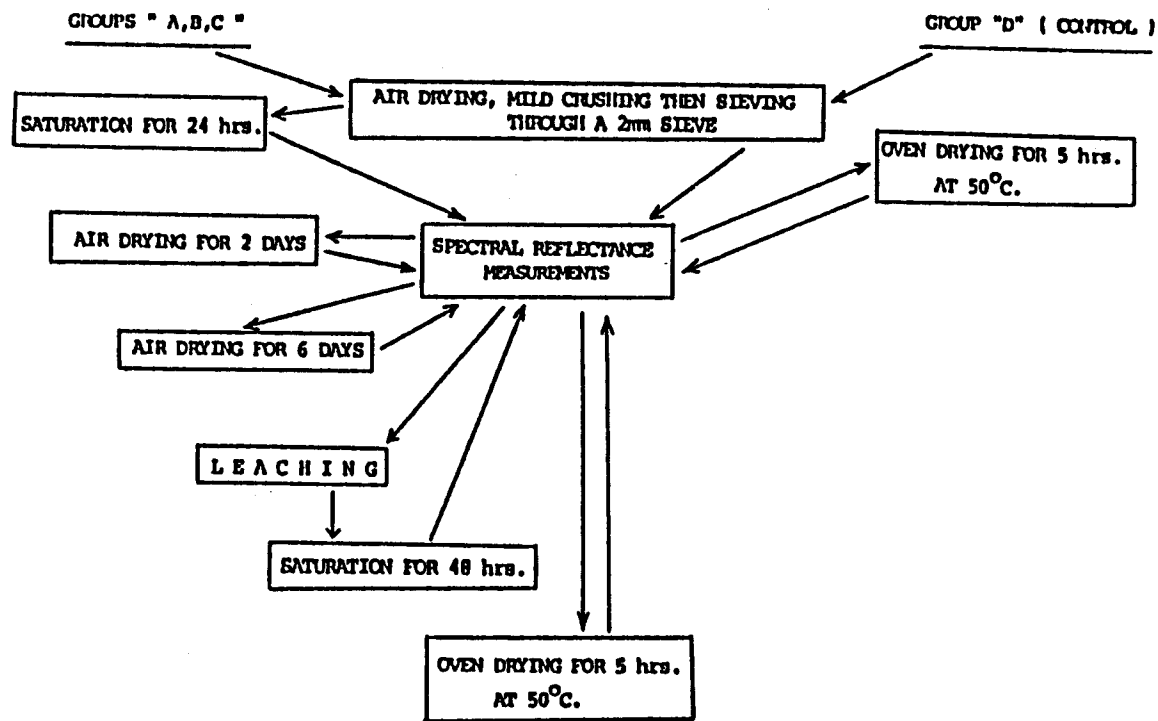 GROUPS " A,B,C "
GROUP "D" ( CONTROL )
AIR DRYING, MILD CRUSHING THEN SIEVING
THROUGH A 2mm SIEVE
SATURATION FOR 24 hrs.
OVEN DRYING FOR 5 hrs.
AT 50°C.
AIR DRYING FOR 2 DAYS
SPECTRAL REFLECTANCE
MEASUREMENTS
AIR DRYING FOR 6 DAYS
L E A C H I N G
SATURATION FOR 48 hrs.
OVEN DRYING FOR 5 hrs.
AT 50°C.